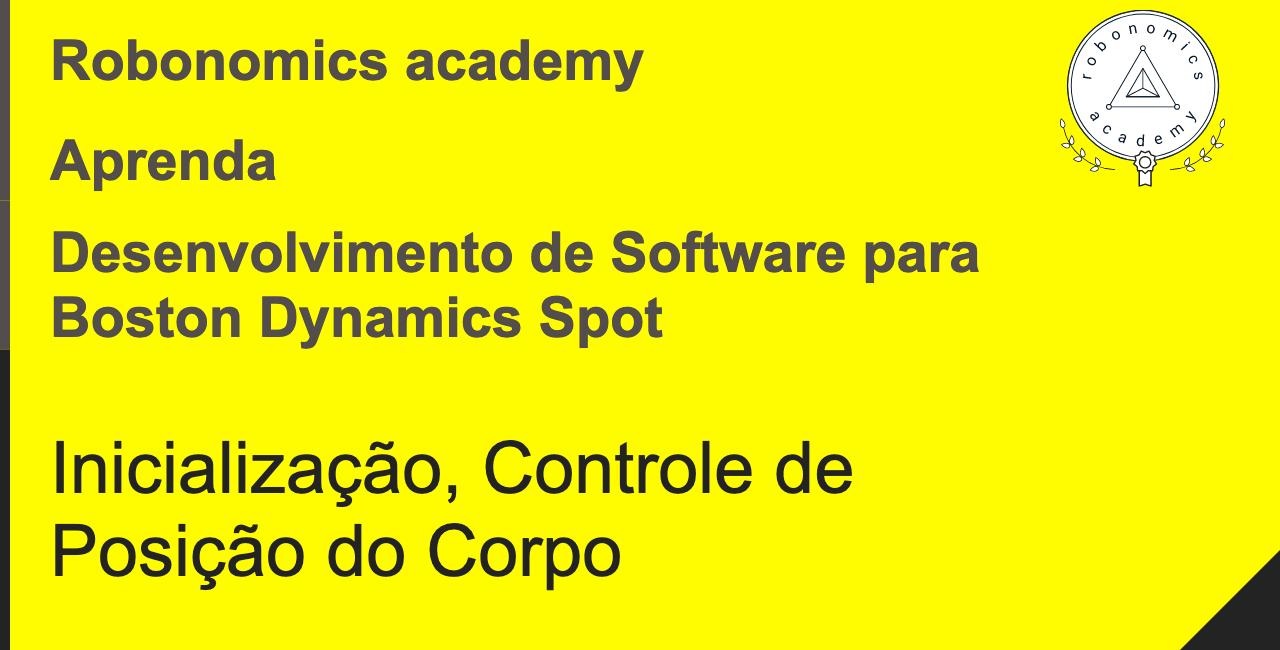 Robonomics academy
robonomics
academy
Aprenda
Desenvolvimento de Software para
Boston Dynamics Spot
Inicialização, Controle de
Posição do Corpo